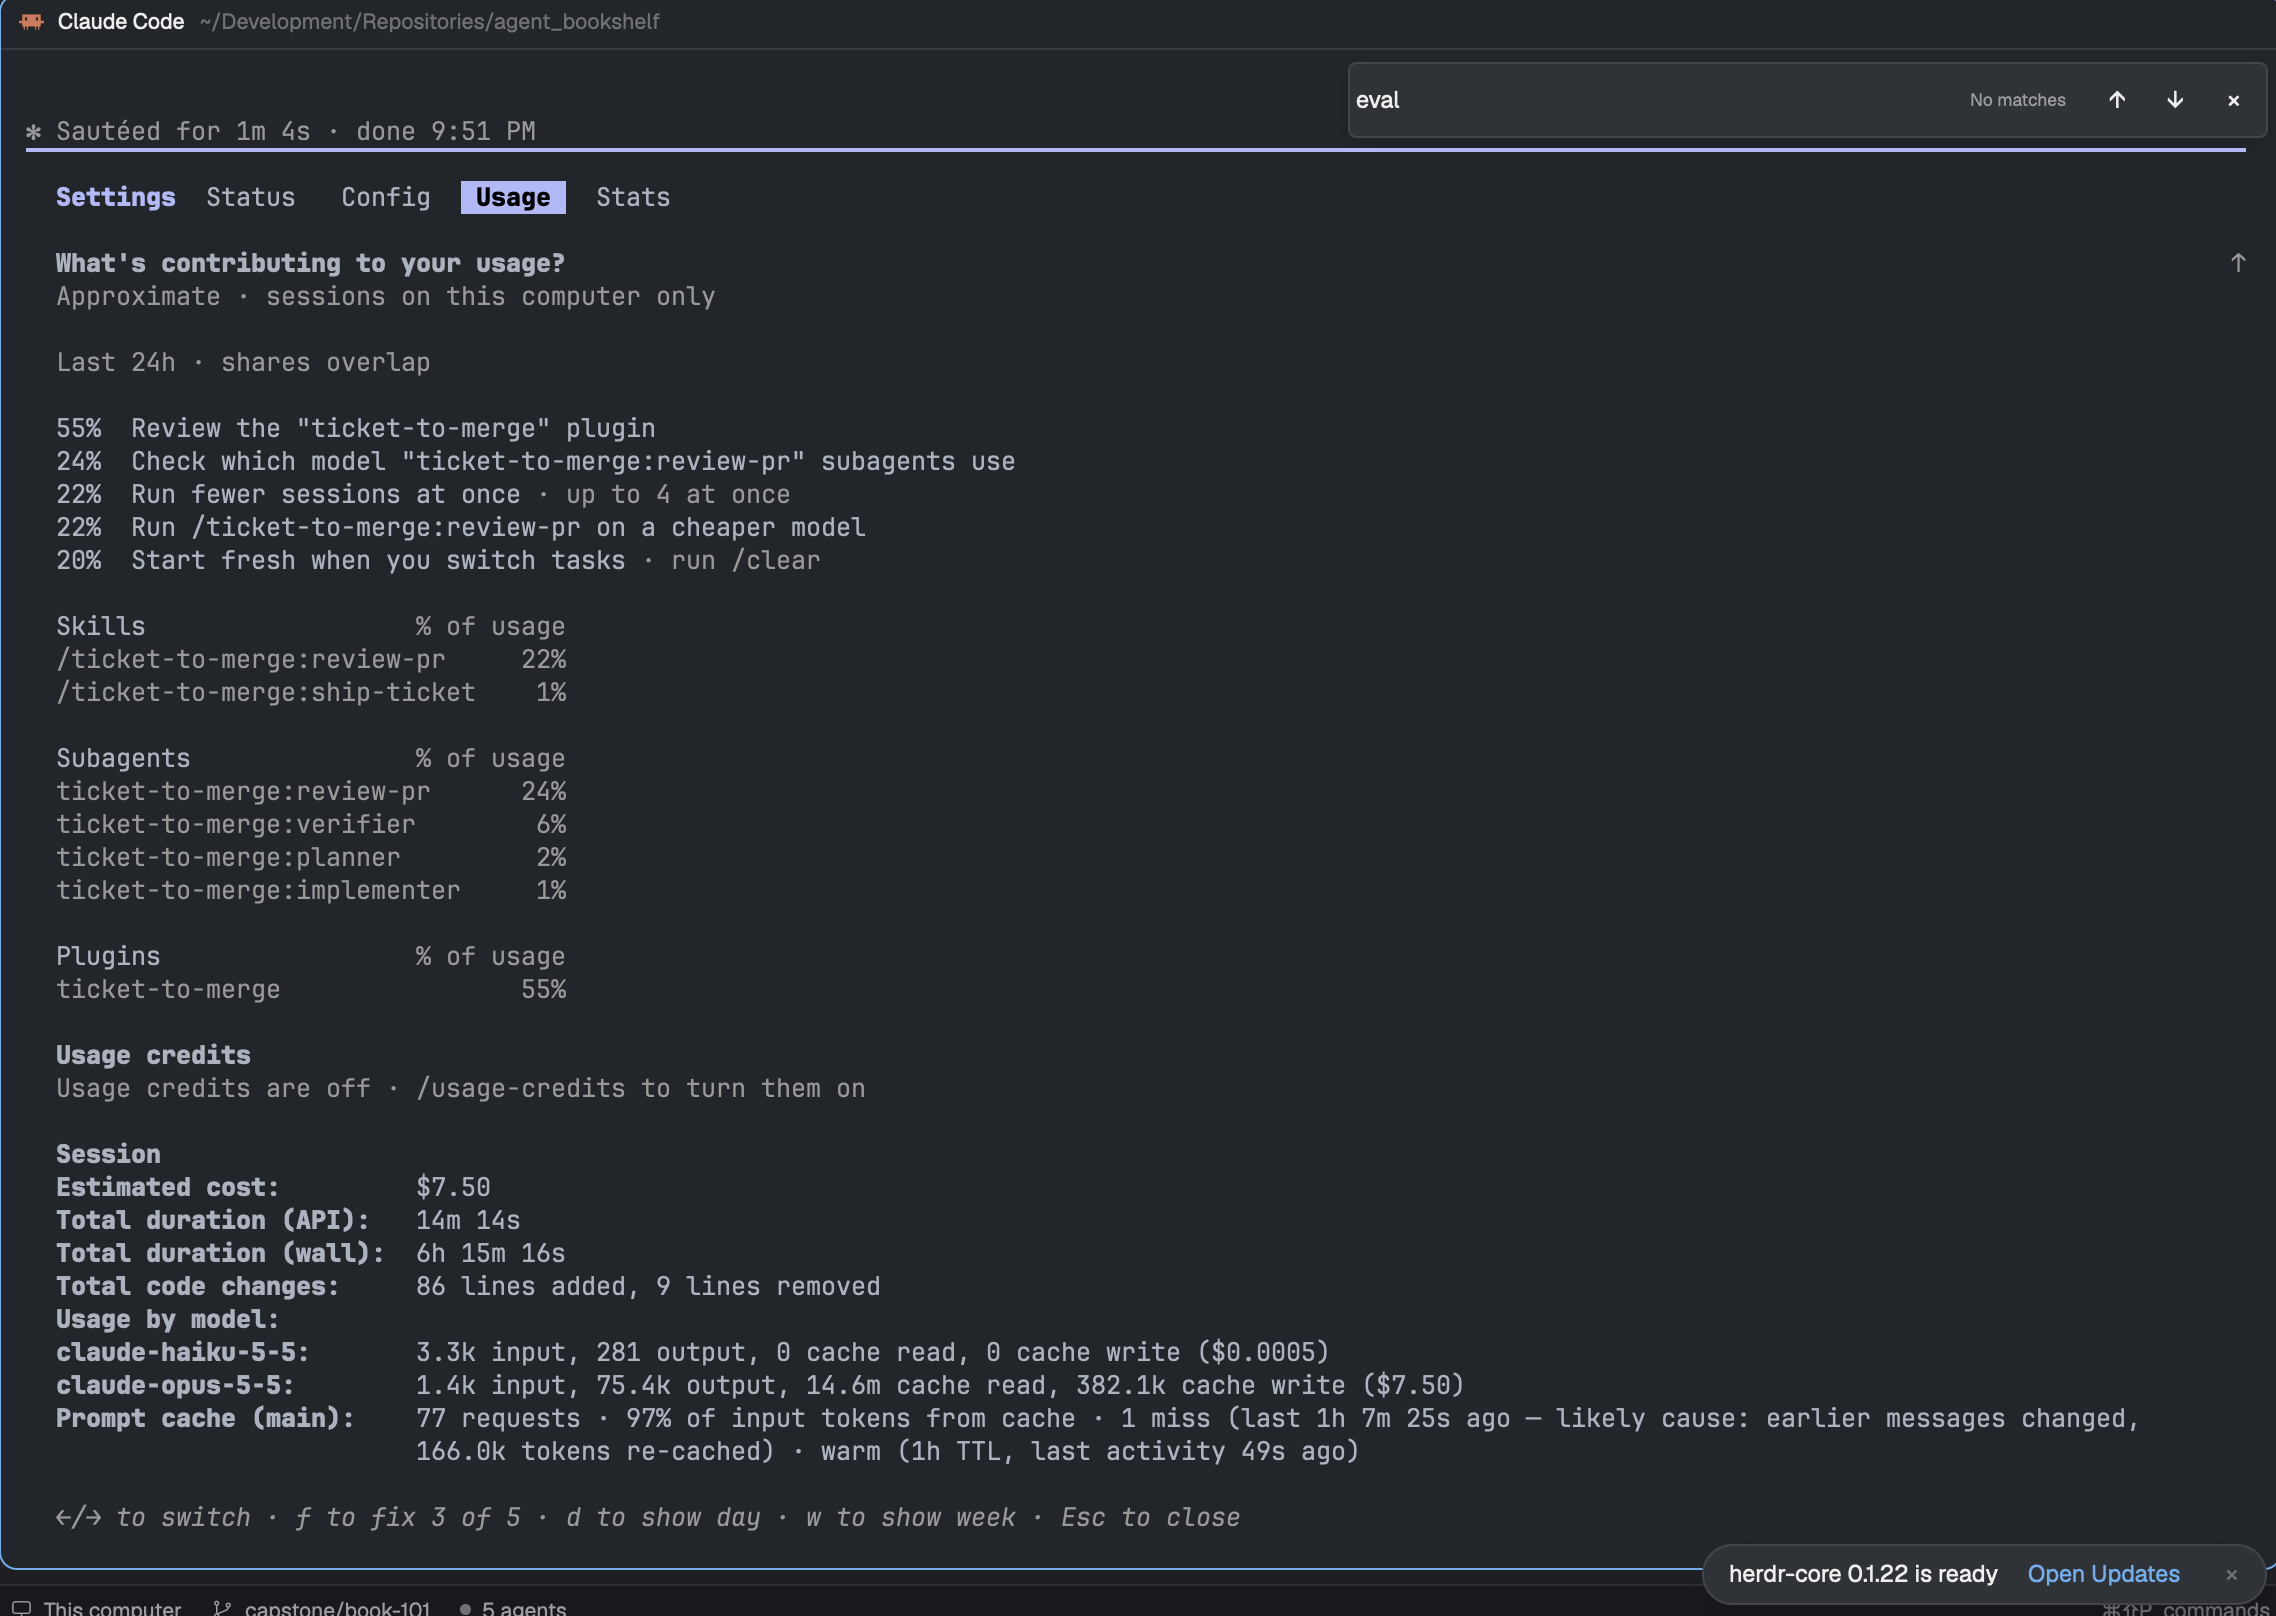 Claude Code ~/Development/Repositories/agent_bookshelf
eval No matches ↑ ↓ ×
✻ Sautéed for 1m 4s · done 9:51 PM
Settings Status Config Usage Stats
What's contributing to your usage? ↑
Approximate · sessions on this computer only
Last 24h · shares overlap
55% Review the "ticket-to-merge" plugin
24% Check which model "ticket-to-merge:review-pr" subagents use
22% Run fewer sessions at once · up to 4 at once
22% Run /ticket-to-merge:review-pr on a cheaper model
20% Start fresh when you switch tasks · run /clear
Skills % of usage
/ticket-to-merge:review-pr 22%
/ticket-to-merge:ship-ticket 1%
Subagents % of usage
ticket-to-merge:review-pr 24%
ticket-to-merge:verifier 6%
ticket-to-merge:planner 2%
ticket-to-merge:implementer 1%
Plugins % of usage
ticket-to-merge 55%
Usage credits
Usage credits are off · /usage-credits to turn them on
Session
Estimated cost: $7.50
Total duration (API): 14m 14s
Total duration (wall): 6h 15m 16s
Total code changes: 86 lines added, 9 lines removed
Usage by model:
claude-haiku-5-5: 3.3k input, 281 output, 0 cache read, 0 cache write ($0.0005)
claude-opus-5-5: 1.4k input, 75.4k output, 14.6m cache read, 382.1k cache write ($7.50)
Prompt cache (main): 77 requests · 97% of input tokens from cache · 1 miss (last 1h 7m 25s ago — likely cause: earlier messages changed,
166.0k tokens re-cached) · warm (1h TTL, last activity 49s ago)
←/→ to switch · f to fix 3 of 5 · d to show day · w to show week · Esc to close
herdr-core 0.1.22 is ready Open Updates ×
This computer capstone/book-101 5 agents ⌘⇧P commands